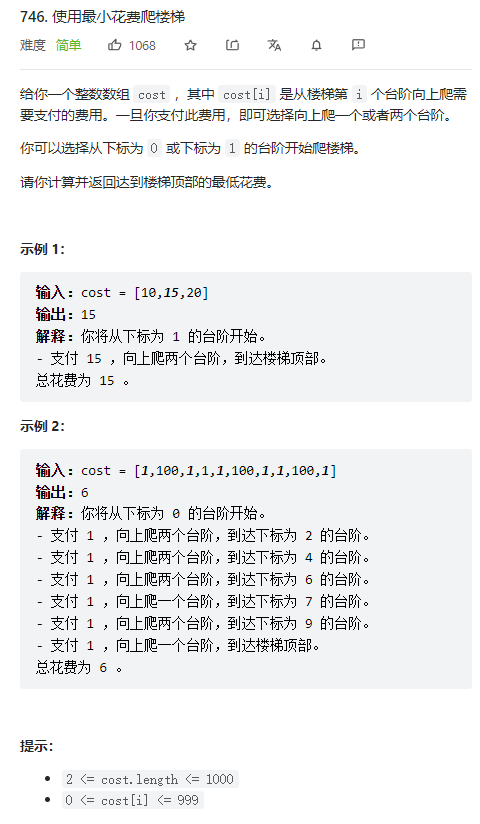 746. 使用最小花费爬楼梯
难度 简单 1068
给你一个整数数组 cost ，其中 cost[i] 是从楼梯第 i 个台阶向上爬需
要支付的费用。一旦你支付此费用，即可选择向上爬一个或者两个台阶。
你可以选择从下标为 0 或下标为 1 的台阶开始爬楼梯。
请你计算并返回达到楼梯顶部的最低花费。
示例 1：
输入：cost = [10,15,20]
输出：15
解释：你将从下标为 1 的台阶开始。
- 支付 15 ，向上爬两个台阶，到达楼梯顶部。
总花费为 15 。
示例 2：
输入：cost = [1,100,1,1,1,100,1,1,100,1]
输出：6
解释：你将从下标为 0 的台阶开始。
- 支付 1 ，向上爬两个台阶，到达下标为 2 的台阶。
- 支付 1 ，向上爬两个台阶，到达下标为 4 的台阶。
- 支付 1 ，向上爬两个台阶，到达下标为 6 的台阶。
- 支付 1 ，向上爬一个台阶，到达下标为 7 的台阶。
- 支付 1 ，向上爬两个台阶，到达下标为 9 的台阶。
- 支付 1 ，向上爬一个台阶，到达楼梯顶部。
总花费为 6 。
提示：
• 2 <= cost.length <= 1000
• 0 <= cost[i] <= 999